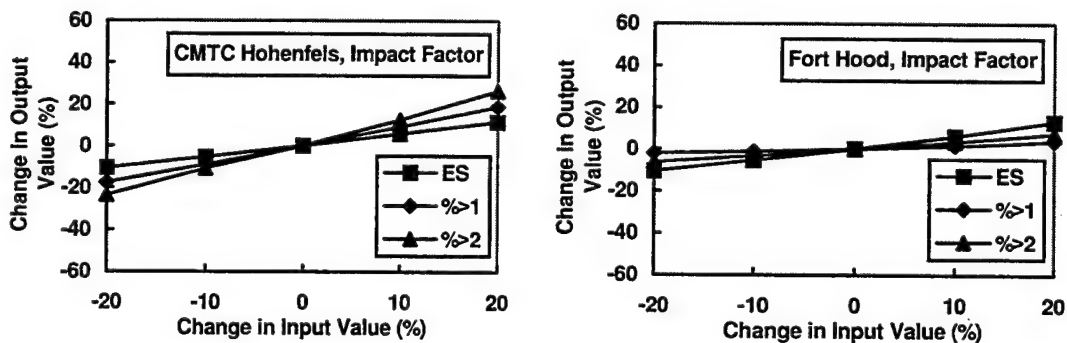 CMTC Hohenfels, Impact Factor
Change In Output
Value (%)
60
40
20
0
-20
-40
-60
ES
%>1
%>2
-20 -10 0 10 20
Change in Input Value (%)
Fort Hood, Impact Factor
Change In Output
Value (%)
60
40
20
0
-20
-40
-60
ES
%>1
%>2
-20 -10 0 10 20
Change in Input Value (%)